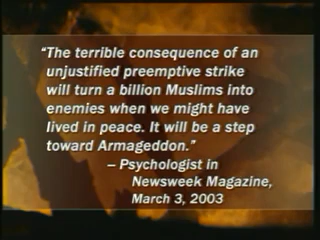 “The terrible consequence of an
unjustified preemptive strike
will turn a billion Muslims into
enemies when we might have
lived in peace. It will be a step
toward Armageddon.”
– Psychologist in
Newsweek Magazine,
March 3, 2003